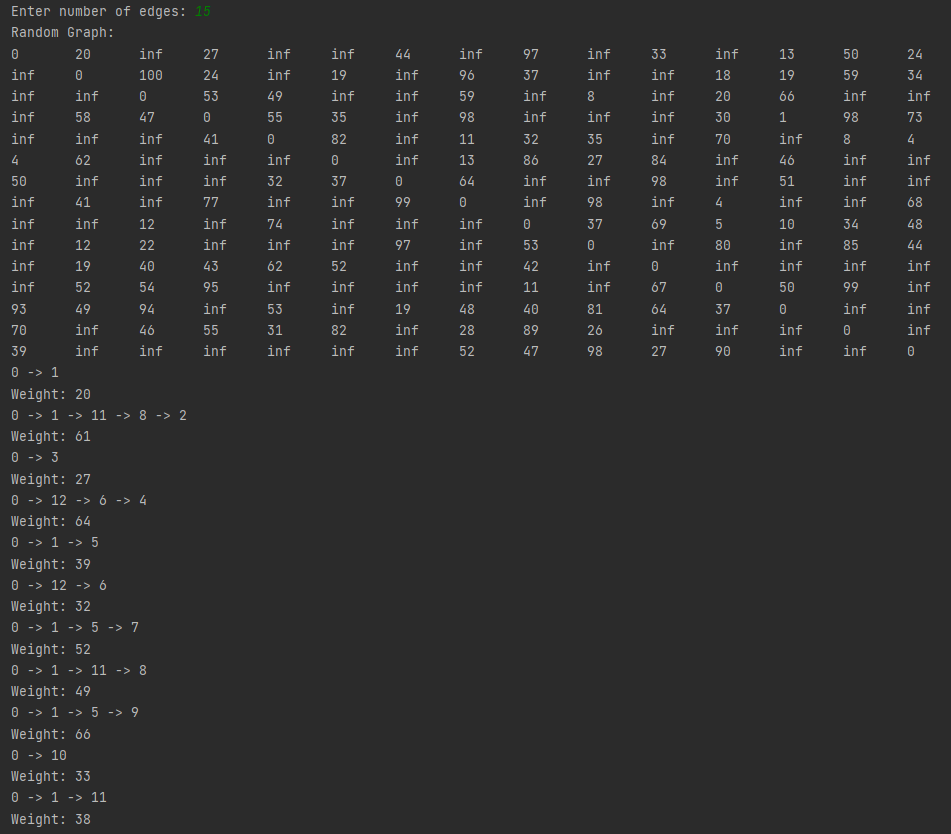 Enter number of edges: 15
Random Graph:
0 20 inf 27 inf inf 44 inf 97 inf 33 inf 13 50 24
inf 0 100 24 inf 19 inf 96 37 inf inf 18 19 59 34
inf inf 0 53 49 inf inf 59 inf 8 inf 20 66 inf inf
inf 58 47 0 55 35 inf 98 inf inf inf 30 1 98 73
inf inf inf 41 0 82 inf 11 32 35 inf 70 inf 8 4
4 62 inf inf inf 0 inf 13 86 27 84 inf 46 inf inf
50 inf inf inf 32 37 0 64 inf inf 98 inf 51 inf inf
inf 41 inf 77 inf inf 99 0 inf 98 inf 4 inf inf 68
inf inf 12 inf 74 inf inf inf 0 37 69 5 10 34 48
inf 12 22 inf inf inf 97 inf 53 0 inf 80 inf 85 44
inf 19 40 43 62 52 inf inf 42 inf 0 inf inf inf inf
inf 52 54 95 inf inf inf inf 11 inf 67 0 50 99 inf
93 49 94 inf 53 inf 19 48 40 81 64 37 0 inf inf
70 inf 46 55 31 82 inf 28 89 26 inf inf inf 0 inf
39 inf inf inf inf inf inf 52 47 98 27 90 inf inf 0
0 -> 1
Weight: 20
0 -> 1 -> 11 -> 8 -> 2
Weight: 61
0 -> 3
Weight: 27
0 -> 12 -> 6 -> 4
Weight: 64
0 -> 1 -> 5
Weight: 39
0 -> 12 -> 6
Weight: 32
0 -> 1 -> 5 -> 7
Weight: 52
0 -> 1 -> 11 -> 8
Weight: 49
0 -> 1 -> 5 -> 9
Weight: 66
0 -> 10
Weight: 33
0 -> 1 -> 11
Weight: 38